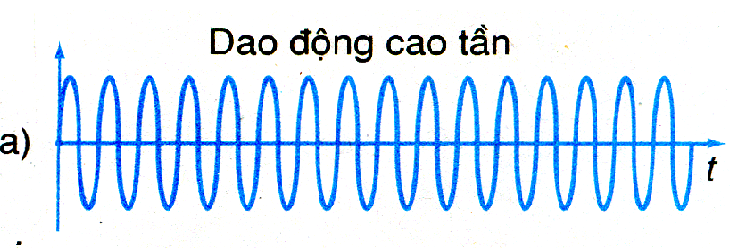 Dao động cao tần
a)
t